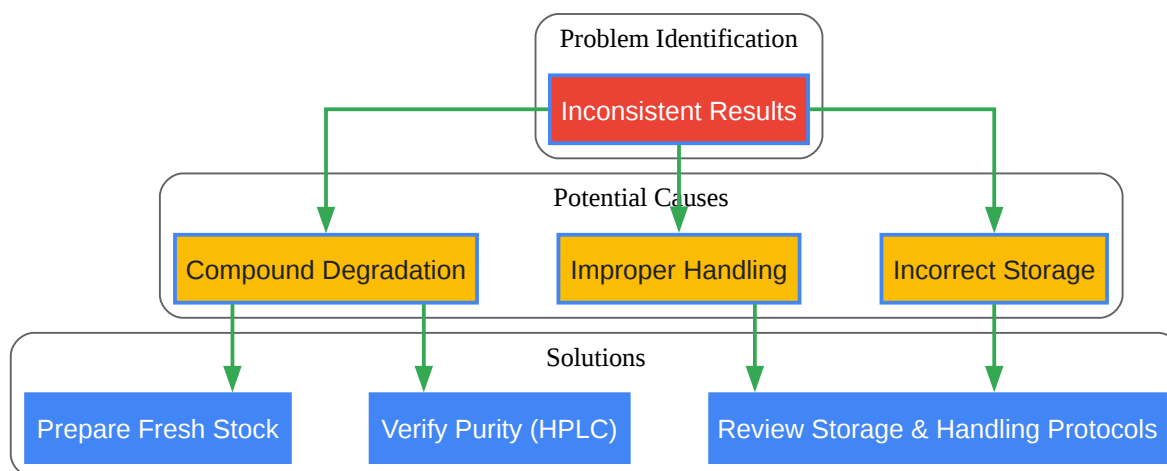 Problem Identification
Inconsistent Results
Potential Causes
Compound Degradation
Improper Handling
Incorrect Storage
Solutions
Prepare Fresh Stock
Verify Purity (HPLC)
Review Storage & Handling Protocols